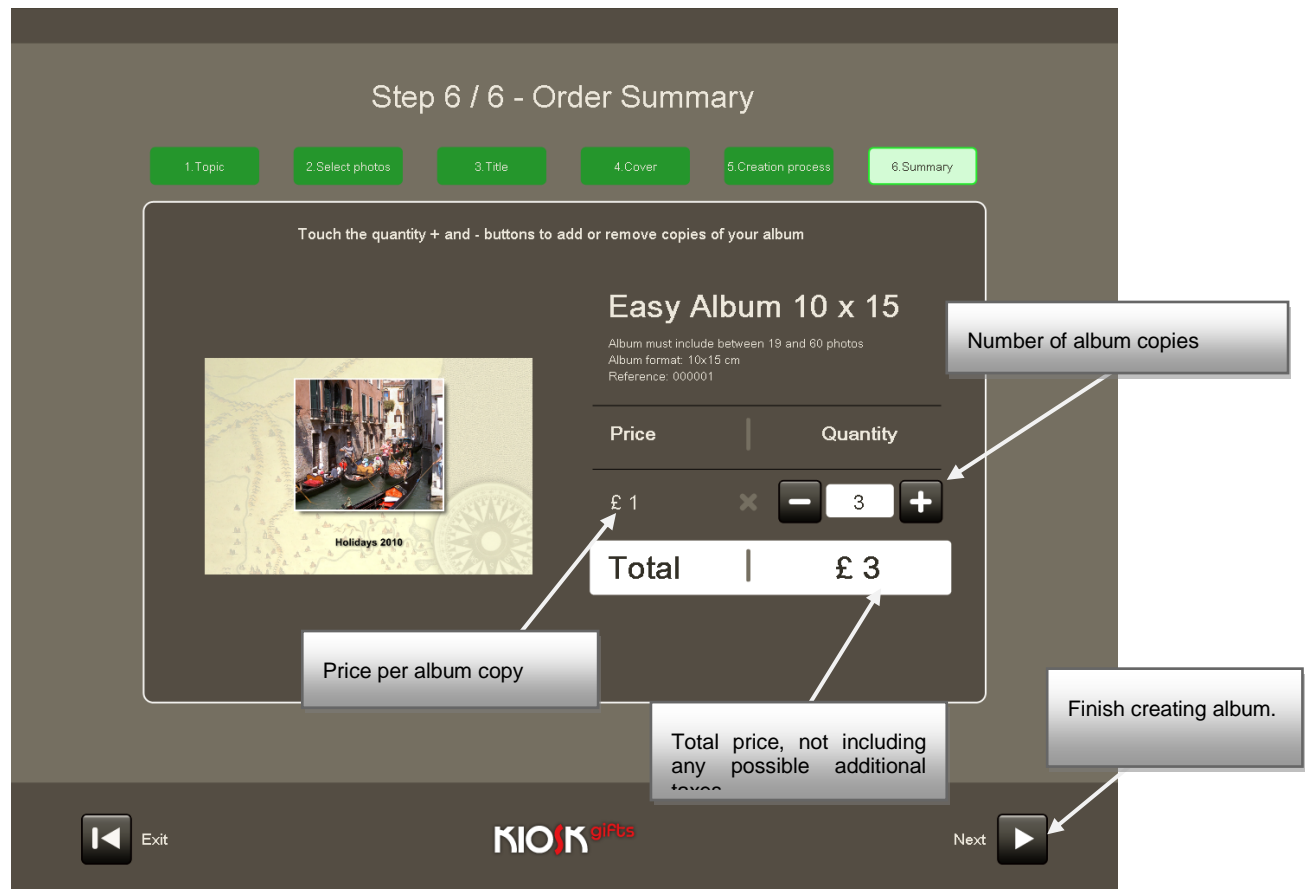 Step 6 / 6 - Order Summary
1.Topic
2.Select photos
3.Title
4.Cover
5.Creation process
6.Summary
Touch the quantity + and - buttons to add or remove copies of your album
Easy Album 10 x 15
Album must include between 19 and 60 photos
Album format: 10x15 cm
Reference: 000001
Number of album copies
Price | Quantity
£ 1 × - 3 +
Holidays 2010
Total | £ 3
Price per album copy
Total price, not including
any possible additional
taxes
Finish creating album.
Exit
KIOSK gifts
Next